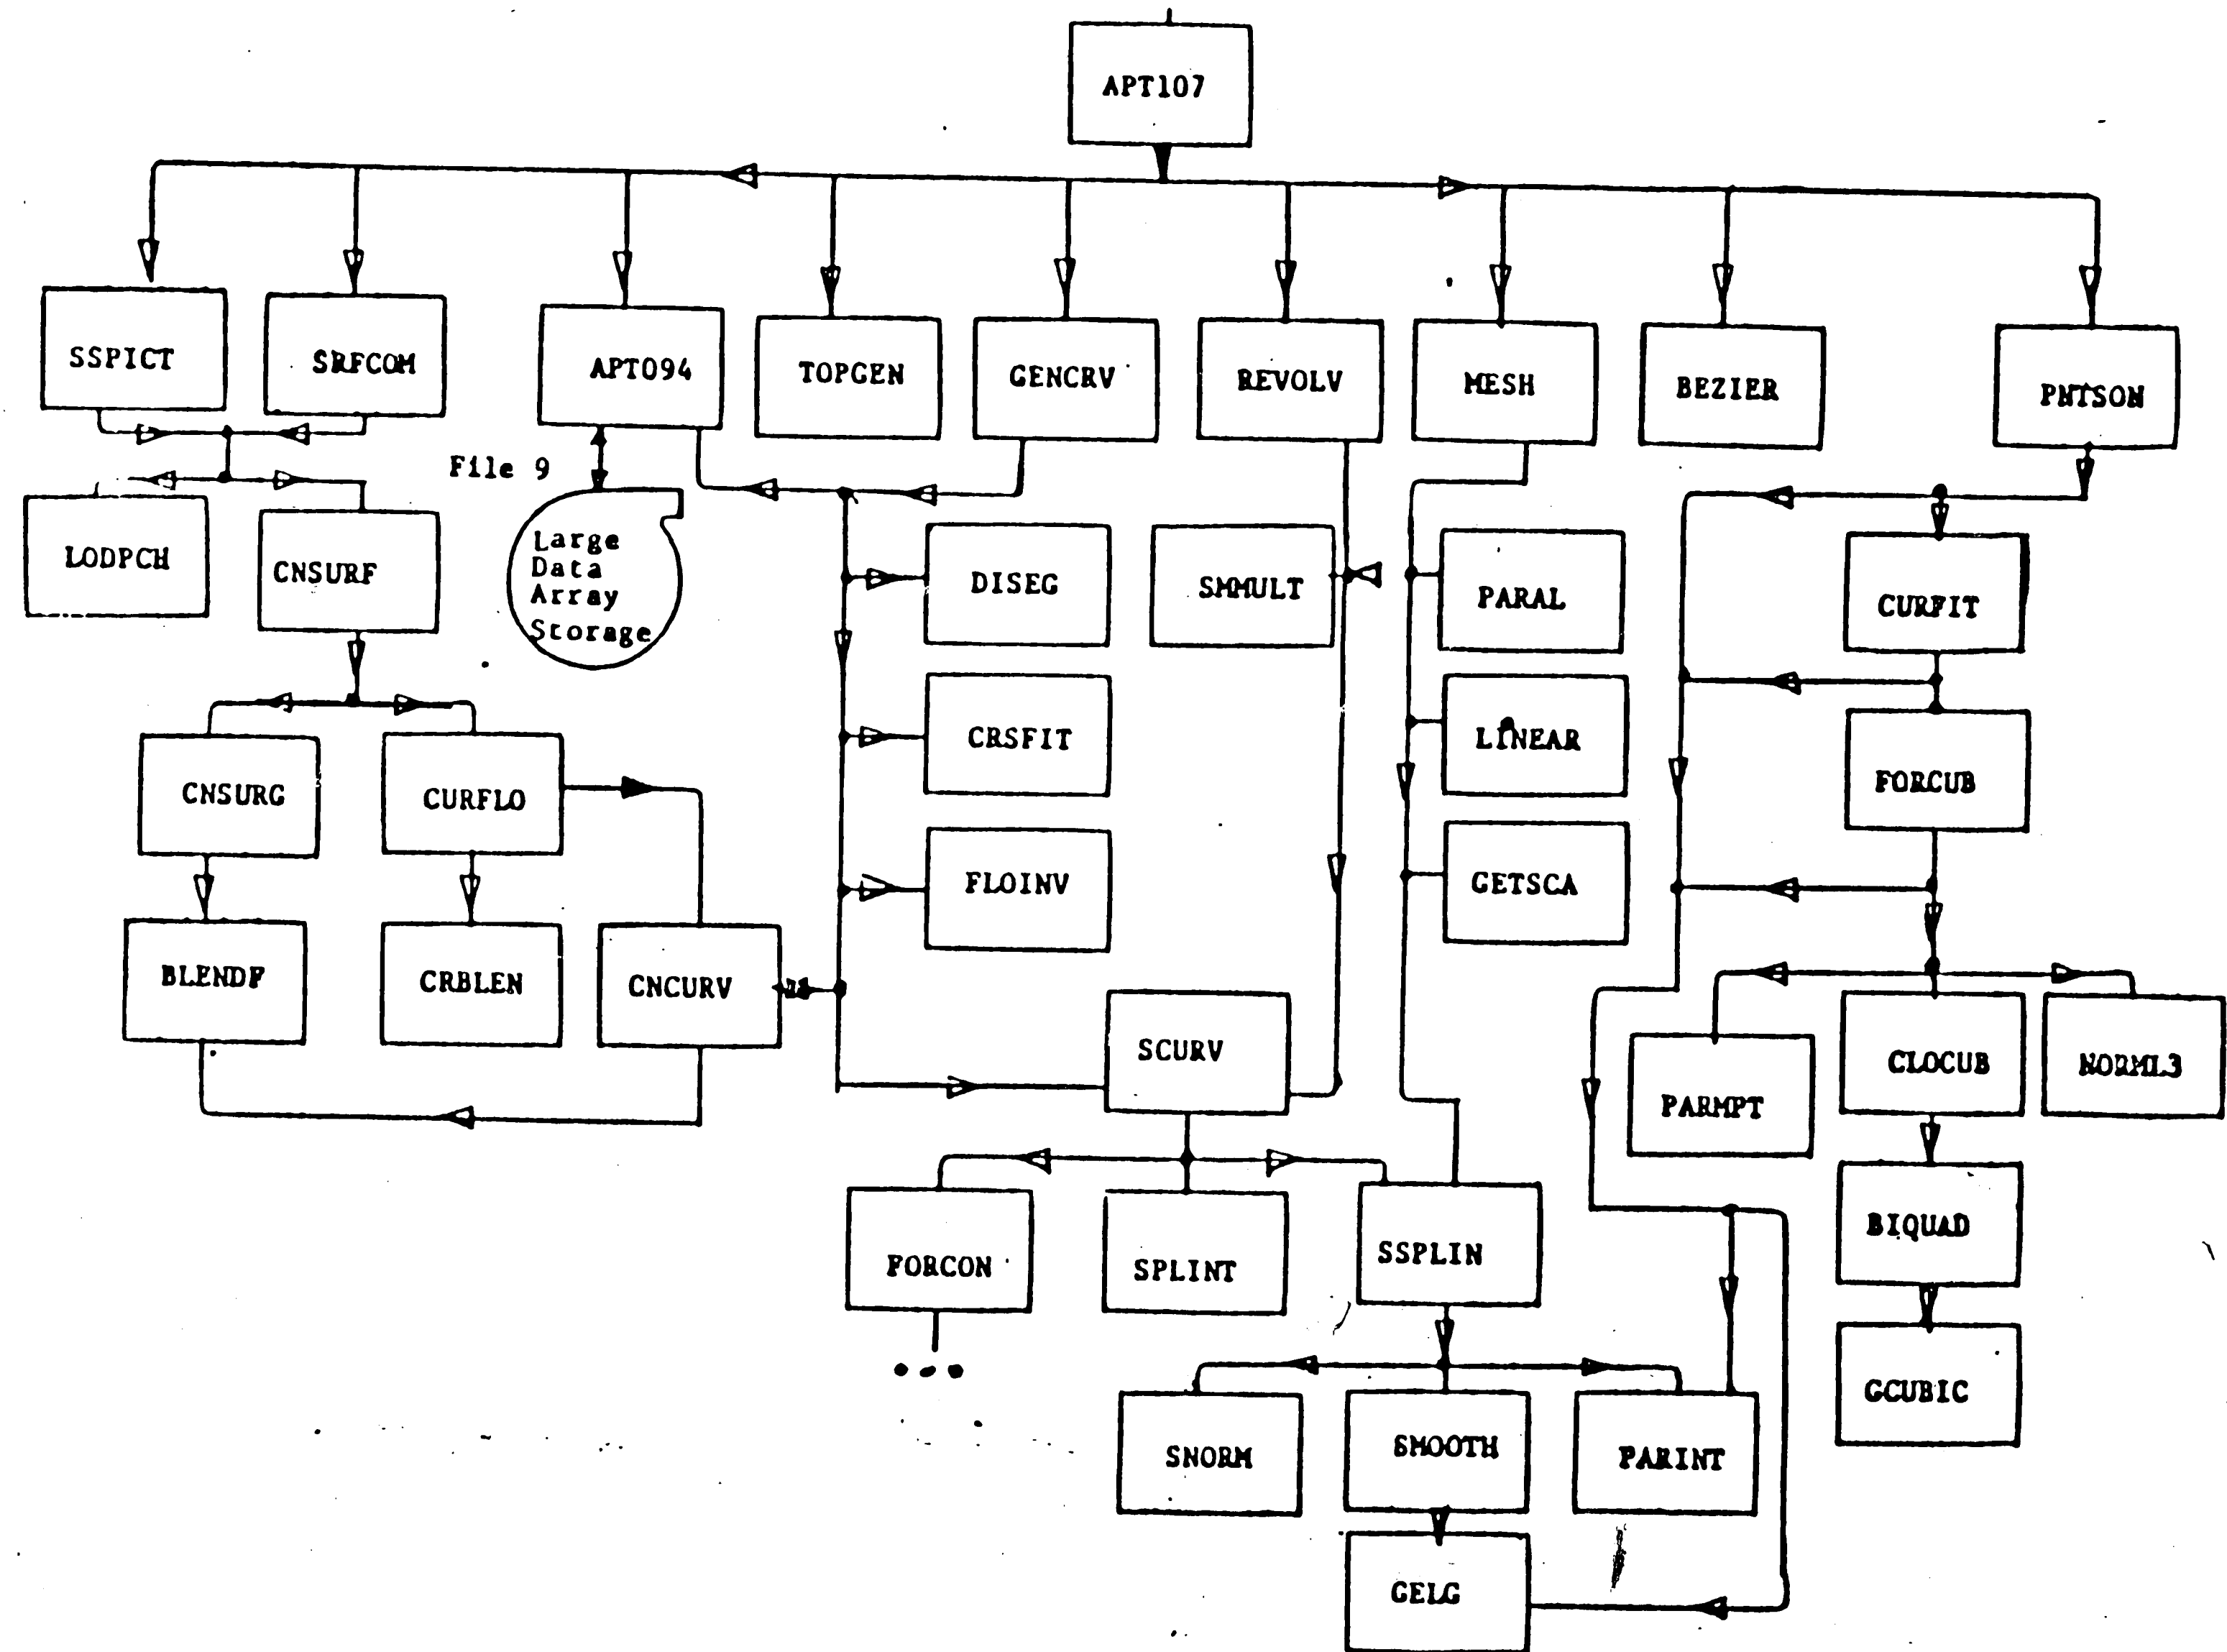 APT107
SSPICT
SRFCOM
APT094
TOPGEN
GENCRV
REVOLV
MESH
BEZIER
PNTSON
File 9
LODPCH
CNSURF
Large
Data
Array
Storage
DISEG
SMMULT
PARAL
CURFIT
CRSFIT
LINEAR
CNSURG
CURFLO
FORCUB
FLOINV
GETSCA
BLENDF
CRBLEN
CNCURV
SCURV
PARMPT
CLOCUB
NORML3
FORCON
SPLINT
SSPLIN
BIQUAD
...
SNORM
SMOOTH
PARINT
GCUBIC
GELG